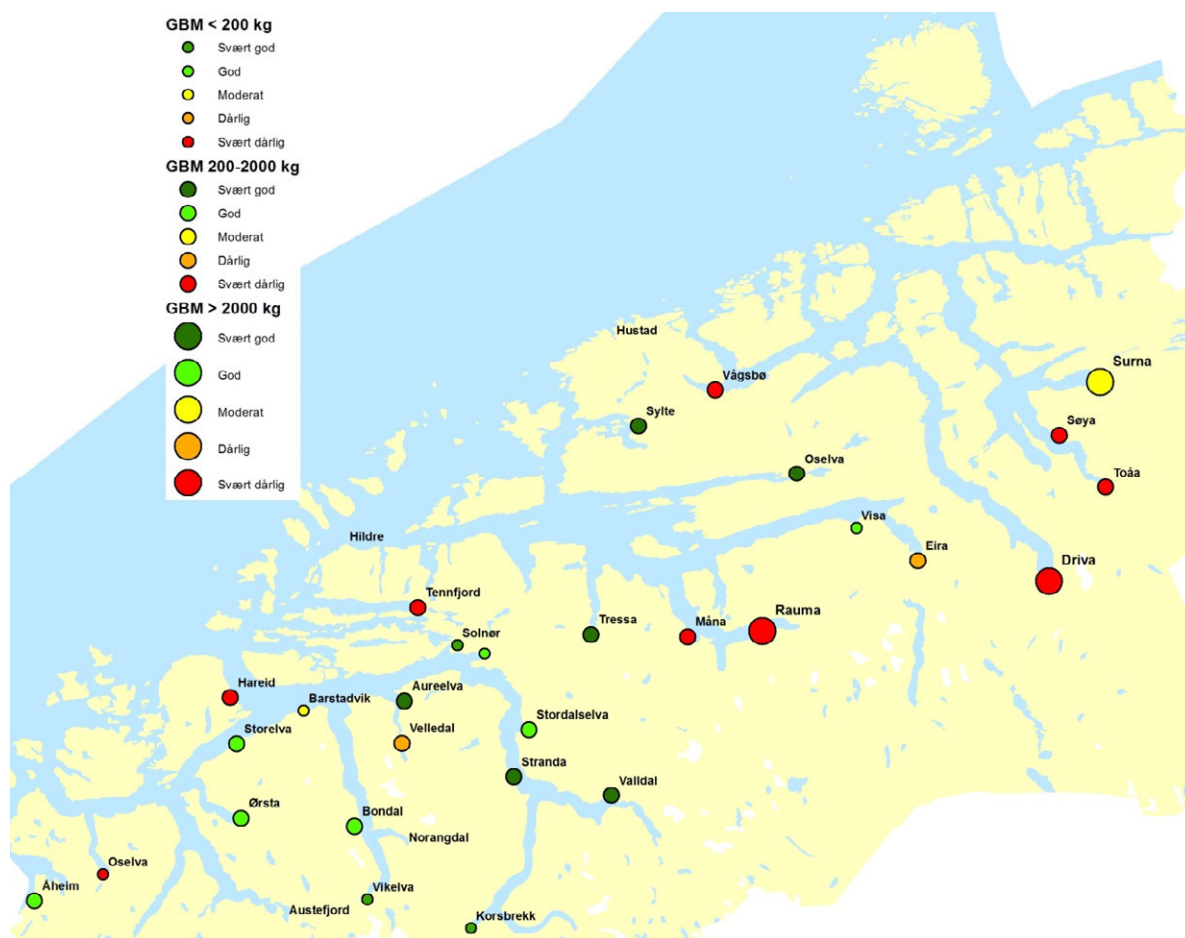 GBM < 200 kg
Svært god
God
Moderat
Dårlig
Svært dårlig
GBM 200-2000 kg
Svært god
God
Moderat
Dårlig
Svært dårlig
GBM > 2000 kg
Svært god
God
Moderat
Dårlig
Svært dårlig
Hustad
Vågsbø
Surna
Sylte
Søya
Oselva
Toåa
Visa
Hildre
Eira
Driva
Tennfjord
Rauma
Tressa
Måna
Solnør
Hareid
Aureelva
Barstadvik
Stordalselva
Storelva
Velledal
Stranda
Valldal
Ørsta
Bondal
Norangdal
Oselva
Åheim
Vikelva
Austefjord
Korsbrekk